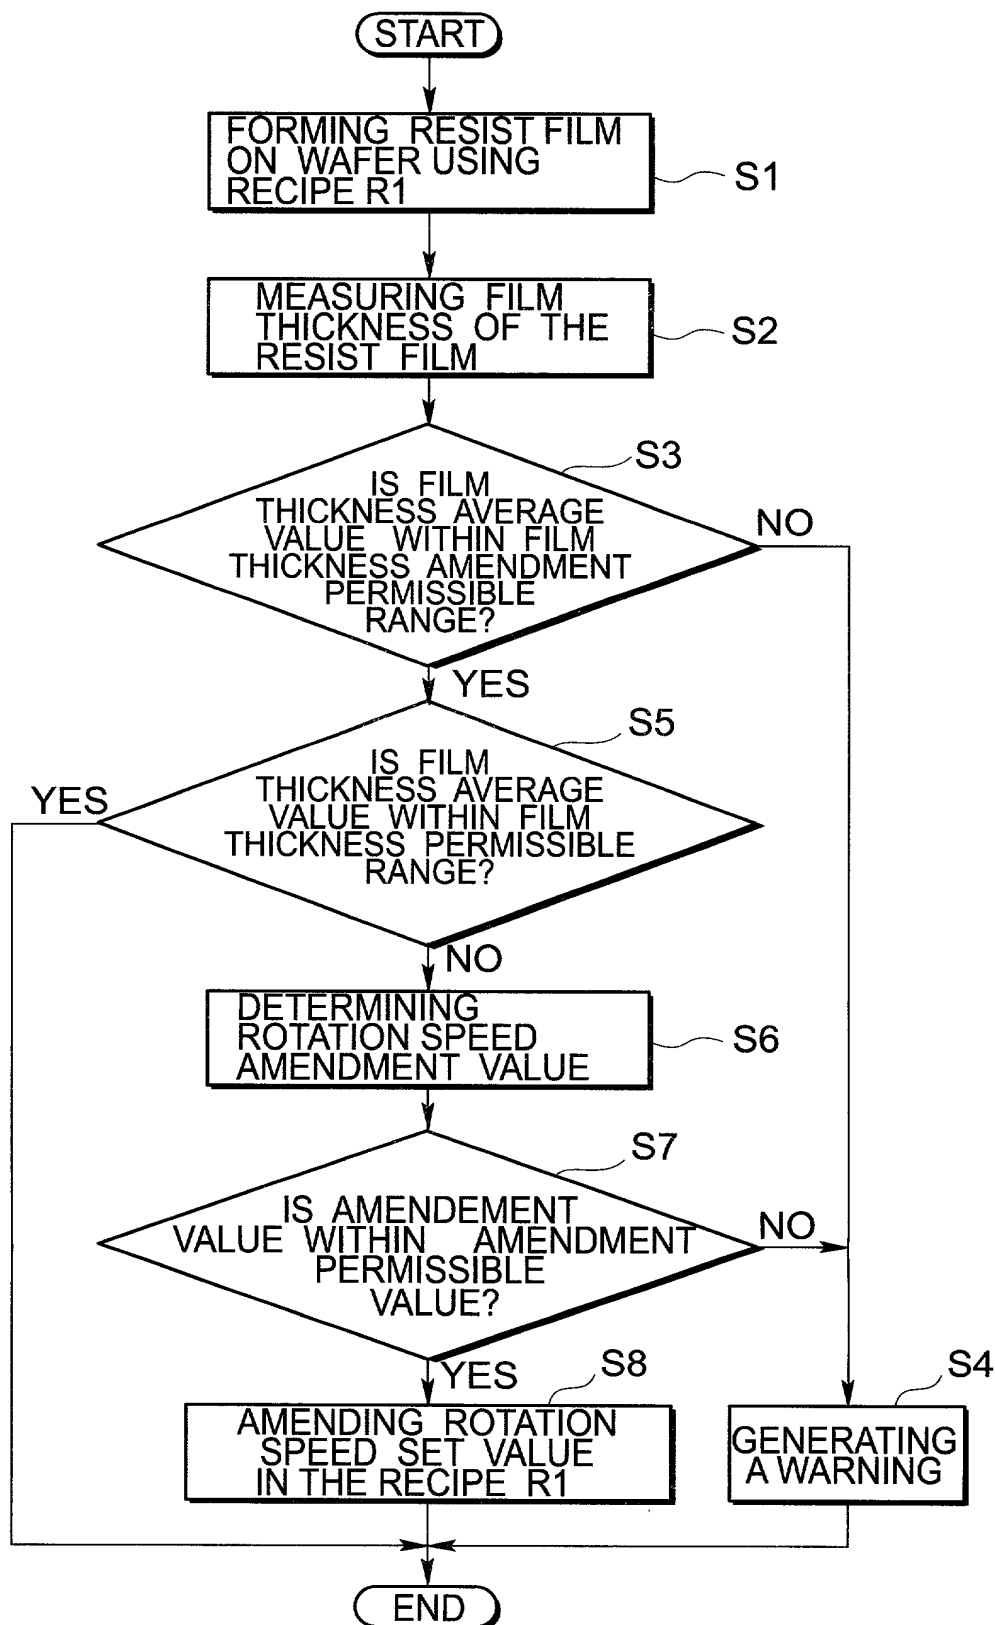 START
FORMING RESIST FILM
ON WAFER USING
RECIPE R1
S1
MEASURING FILM
THICKNESS OF THE
RESIST FILM
S2
S3
IS FILM
THICKNESS AVERAGE
VALUE WITHIN FILM
THICKNESS AMENDMENT
PERMISSIBLE
RANGE?
NO
YES
S5
IS FILM
THICKNESS AVERAGE
VALUE WITHIN FILM
THICKNESS PERMISSIBLE
RANGE?
YES
NO
DETERMINING
ROTATION SPEED
AMENDMENT VALUE
S6
S7
IS AMENDEMENT
VALUE WITHIN AMENDMENT
PERMISSIBLE
VALUE?
NO
YES
S8
AMENDING ROTATION
SPEED SET VALUE
IN THE RECIPE R1
S4
GENERATING
A WARNING
END